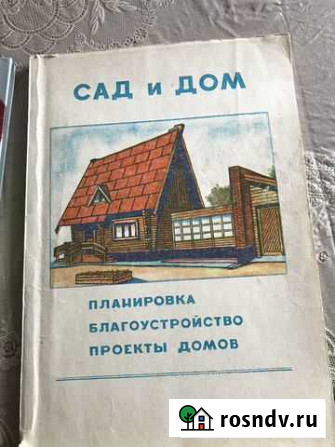 САД и ДОМ
ПЛАНИРОВКА
БЛАГОУСТРОЙСТВО
ПРОЕКТЫ ДОМОВ
rosndv.ru